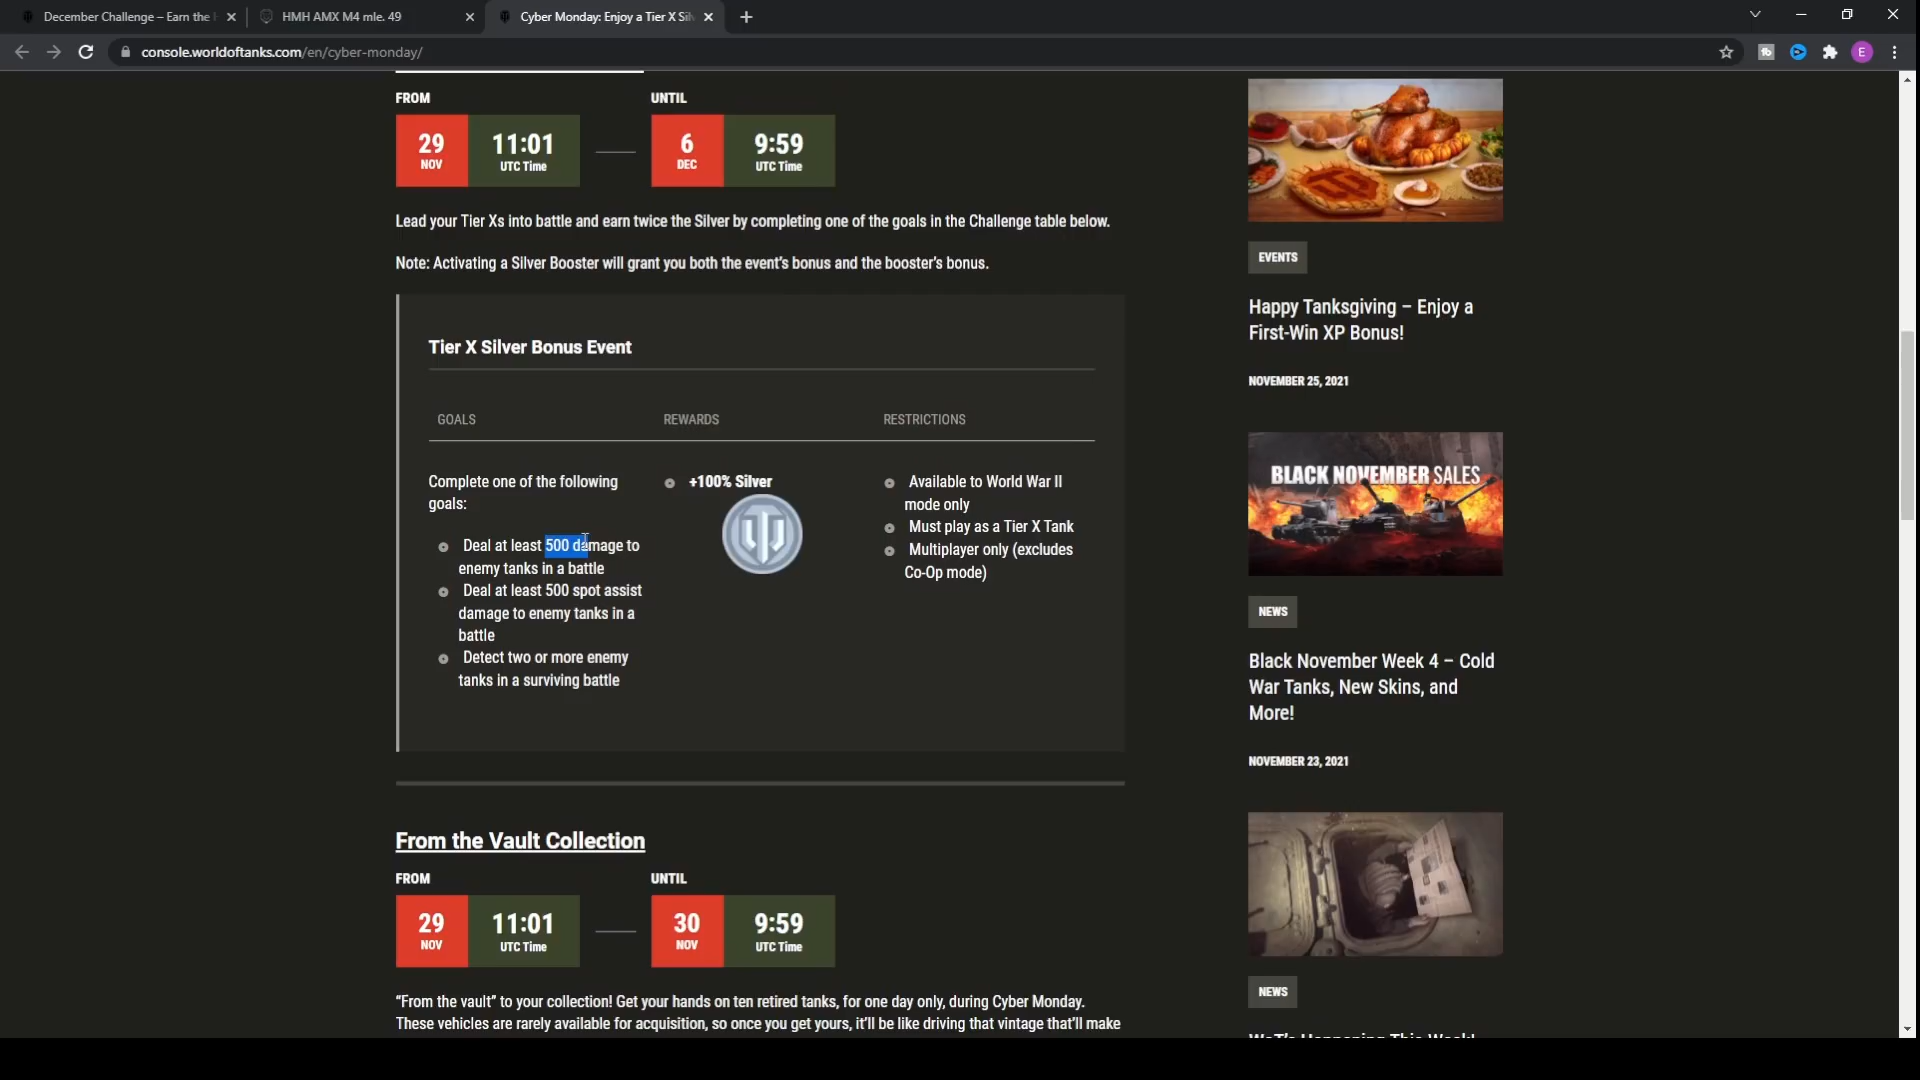 December Challenge – Earn the
HMH AMX M4 mle. 49
Cyber Monday: Enjoy a Tier X Sil
console.worldoftanks.com/en/cyber-monday/
E
FROM
UNTIL
29
NOV
11:01
UTC Time
6
DEC
9:59
UTC Time
Lead your Tier Xs into battle and earn twice the Silver by completing one of the goals in the Challenge table below.
Note: Activating a Silver Booster will grant you both the event's bonus and the booster's bonus.
Tier X Silver Bonus Event
GOALS
REWARDS
RESTRICTIONS
Complete one of the following
goals:
Deal at least 500 damage to
enemy tanks in a battle
Deal at least 500 spot assist
damage to enemy tanks in a
battle
Detect two or more enemy
tanks in a surviving battle
+100% Silver
Available to World War II
mode only
Must play as a Tier X Tank
Multiplayer only (excludes
Co-Op mode)
From the Vault Collection
FROM
UNTIL
29
NOV
11:01
UTC Time
30
NOV
9:59
UTC Time
“From the vault” to your collection! Get your hands on ten retired tanks, for one day only, during Cyber Monday.
These vehicles are rarely available for acquisition, so once you get yours, it'll be like driving that vintage that'll make
EVENTS
Happy Tanksgiving – Enjoy a
First-Win XP Bonus!
NOVEMBER 25, 2021
BLACK NOVEMBER SALES
NEWS
Black November Week 4 – Cold
War Tanks, New Skins, and
More!
NOVEMBER 23, 2021
NEWS
WoT's Happening This Week!